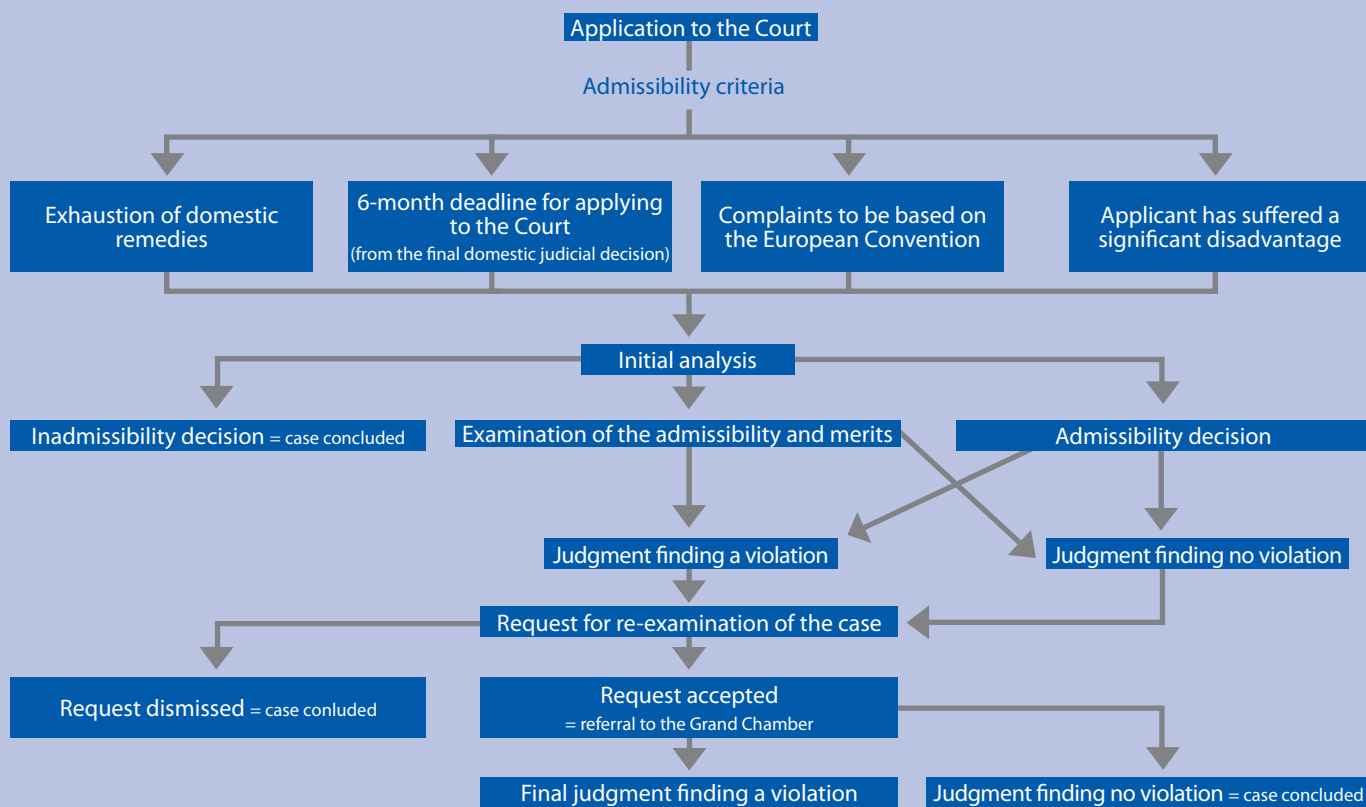 Application to the Court
Admissibility criteria
Exhaustion of domestic
remedies
6-month deadline for applying
to the Court
(from the final domestic judicial decision)
Complaints to be based on
the European Convention
Applicant has suffered a
significant disadvantage
Initial analysis
Inadmissibility decision = case concluded
Examination of the admissibility and merits
Admissibility decision
Judgment finding a violation
Judgment finding no violation
Request for re-examination of the case
Request dismissed = case conluded
Request accepted
= referral to the Grand Chamber
Final judgment finding a violation
Judgment finding no violation = case concluded